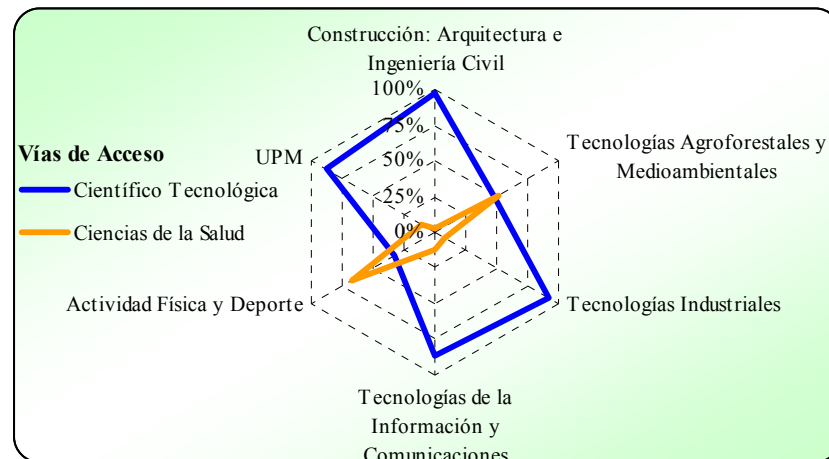 Construcción: Arquitectura e
Ingeniería Civil
100%
75%
50%
25%
0%
Tecnologías Agroforestales y
Medioambientales
Tecnologías Industriales
Tecnologías de la
Información y
Comunicaciones
Actividad Física y Deporte
UPM
Vías de Acceso
Científico Tecnológica
Ciencias de la Salud